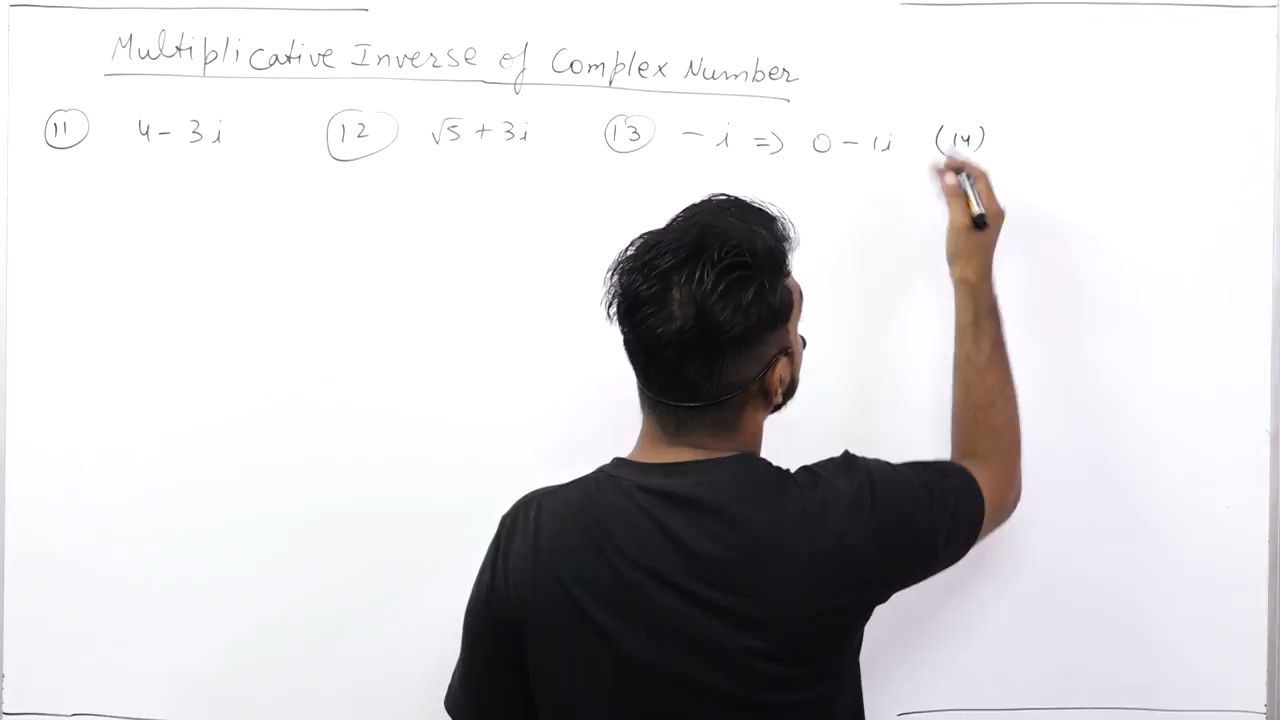 Multiplicative Inverse of Complex Number
(11) 4 - 3i (12) √5 + 3i (13) - i => 0 - 1i (14)